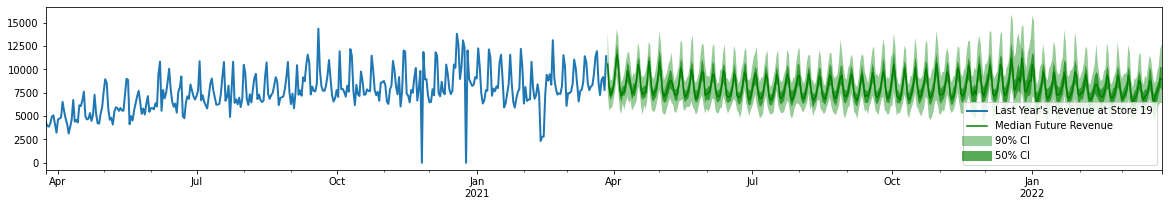 15000
12500
10000
7500
5000
2500
0
Last Year's Revenue at Store 19
Median Future Revenue
90% CI
50% CI
Apr
Jul
Oct
Jan
2021
Apr
Jul
Oct
Jan
2022